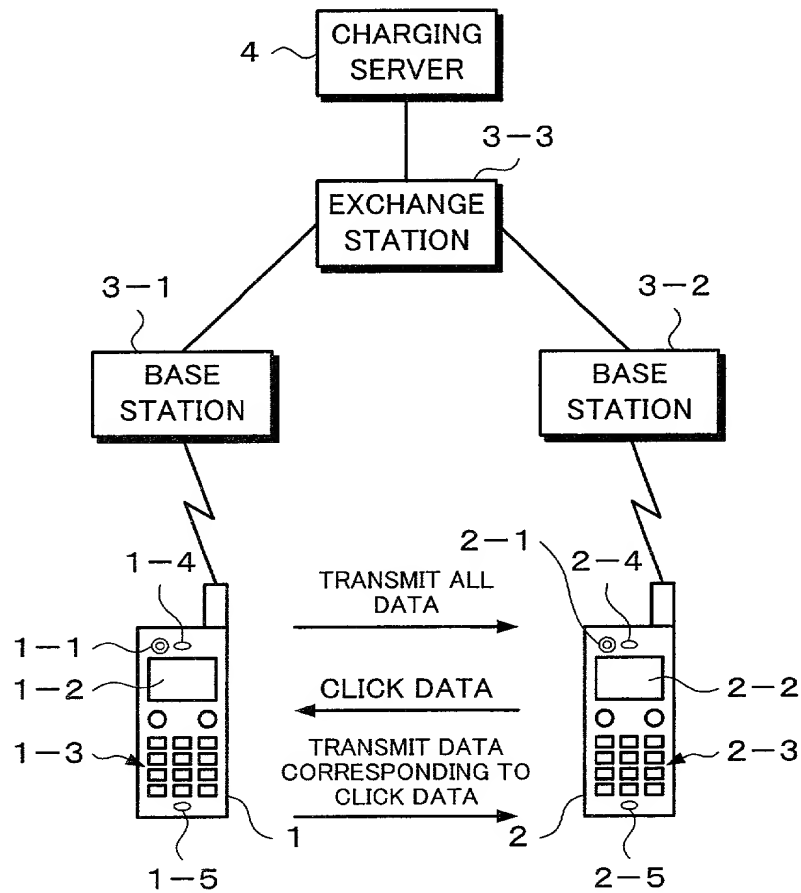 4
CHARGING
SERVER
3-3
EXCHANGE
STATION
3-1
BASE
STATION
3-2
BASE
STATION
1-4
TRANSMIT ALL
DATA
2-1
2-4
1-1
1-2
CLICK DATA
2-2
1-3
TRANSMIT DATA
CORRESPONDING TO
CLICK DATA
2-3
1
2
1-5
2-5